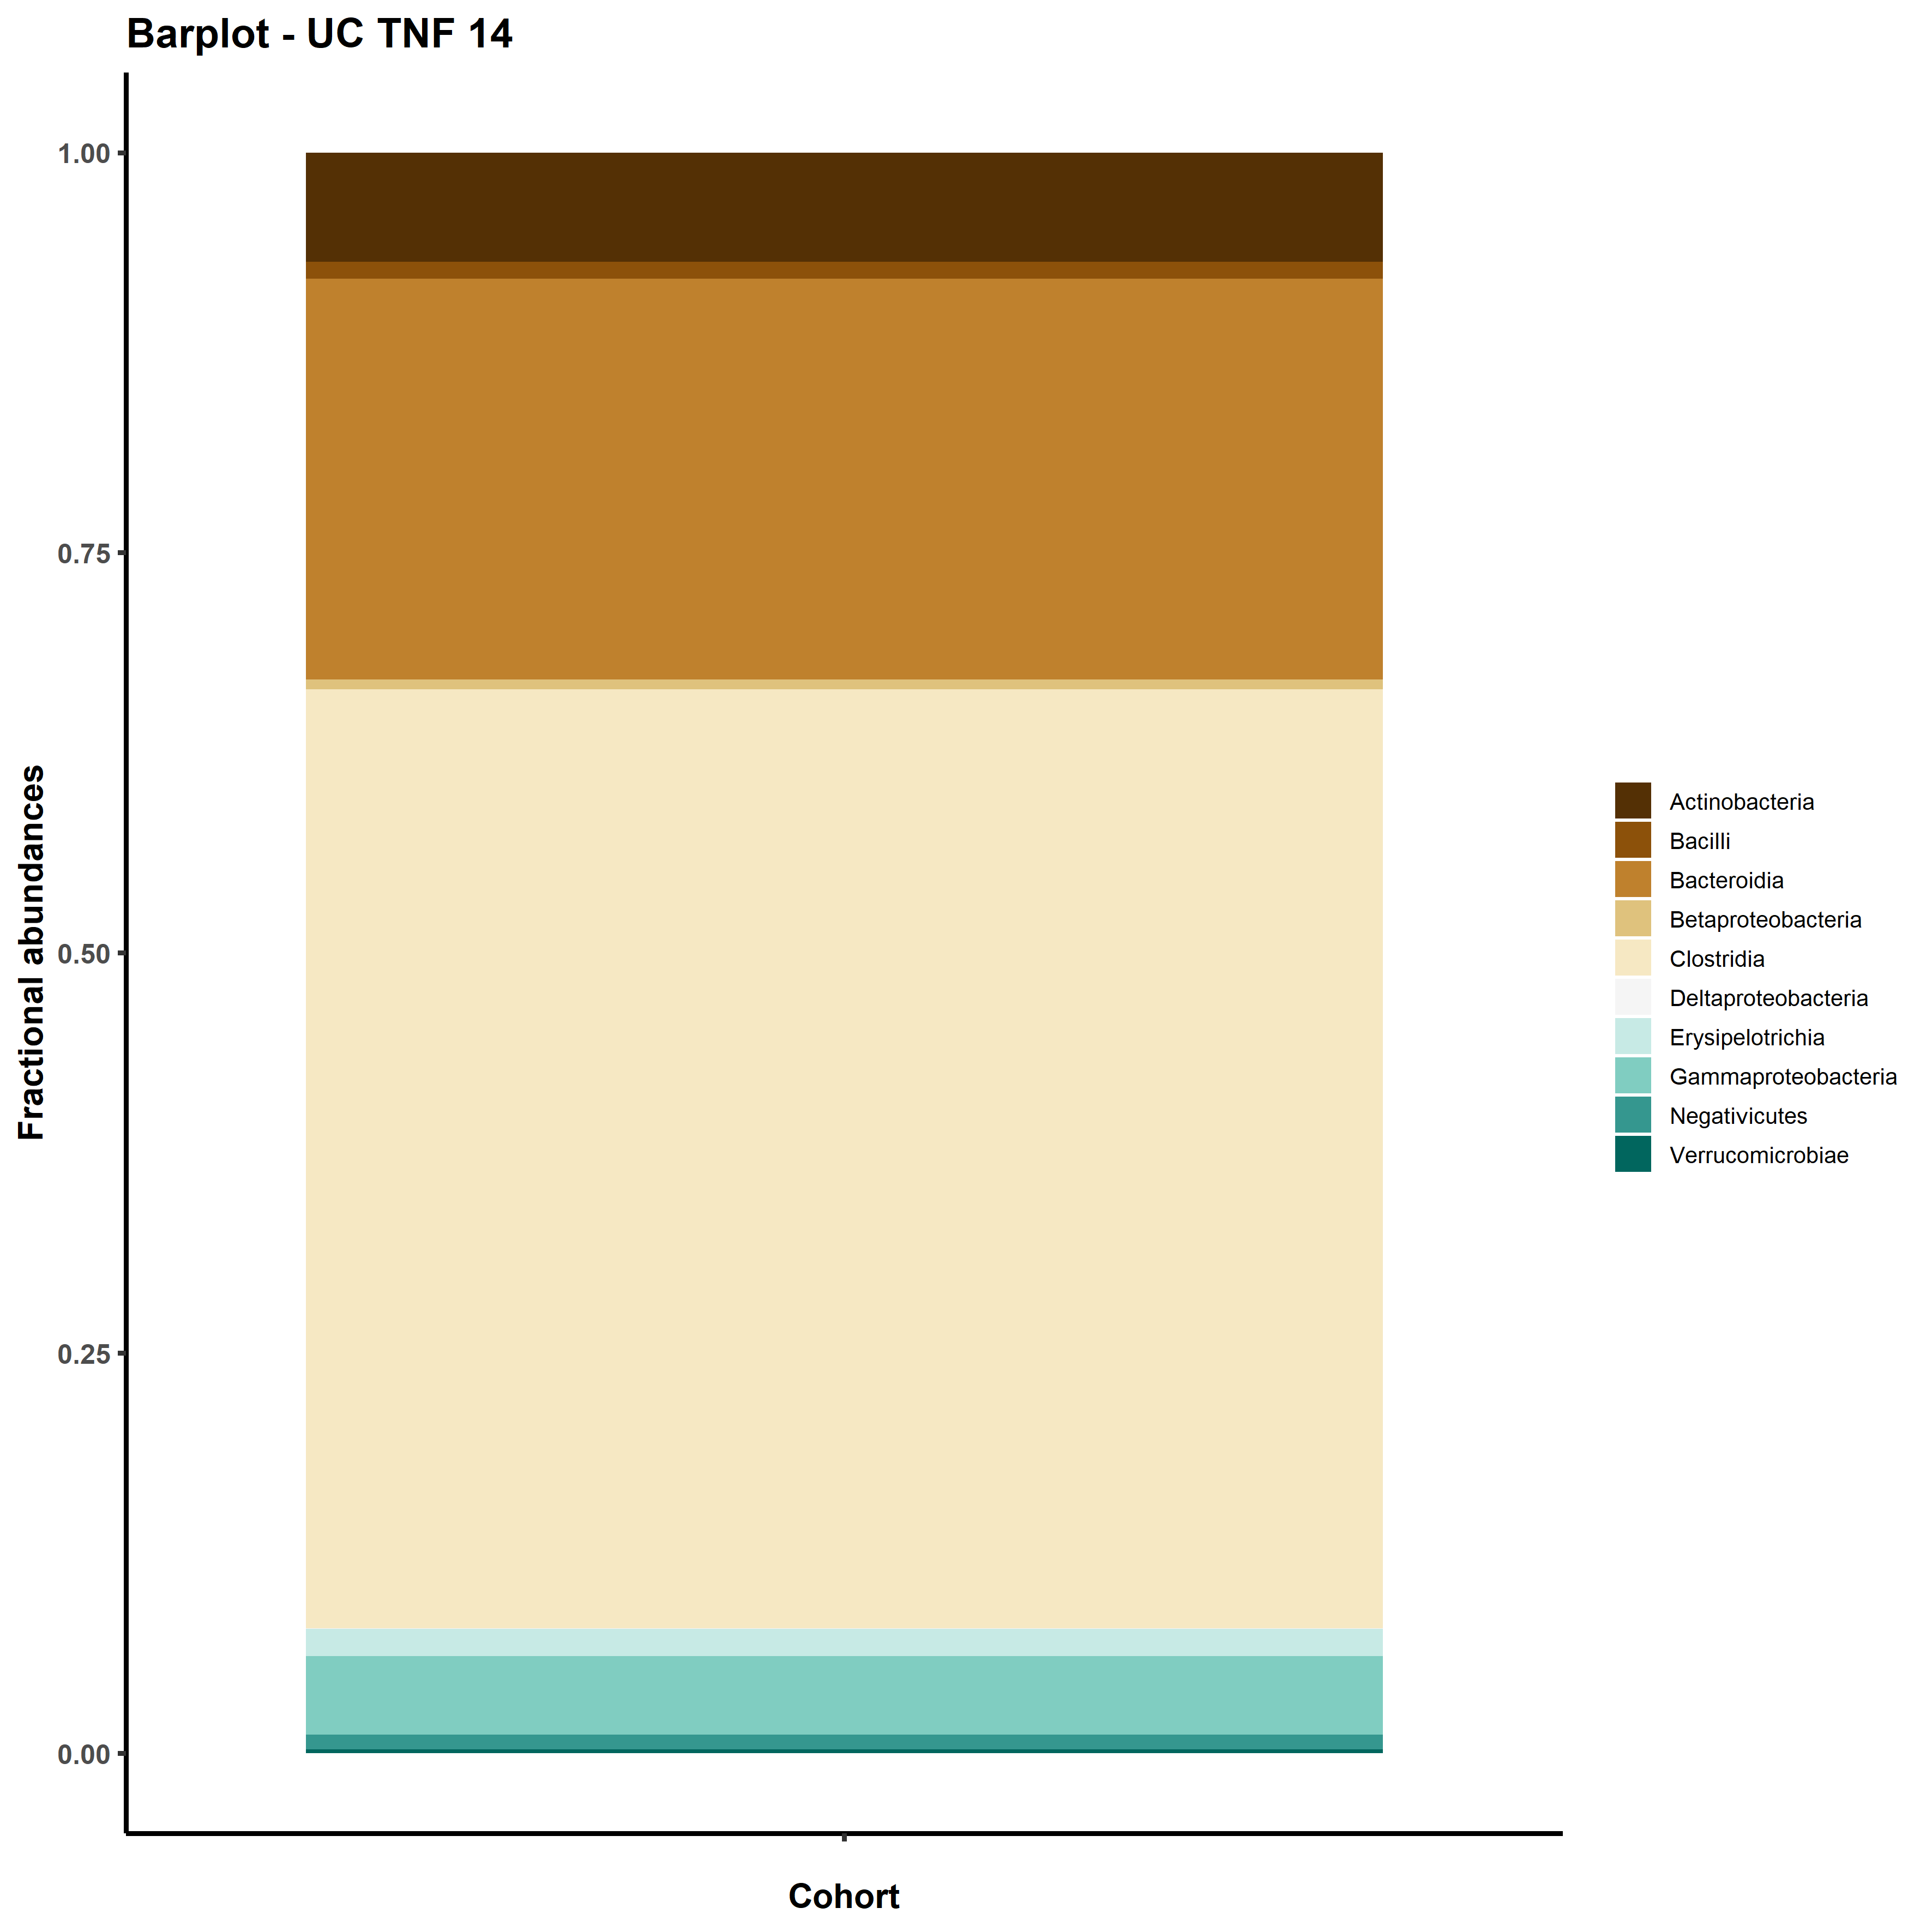 Barplot - UC TNF 14
1.00
0.75
0.50
0.25
0.00
Fractional abundances
Cohort
Actinobacteria
Bacilli
Bacteroidia
Betaproteobacteria
Clostridia
Deltaproteobacteria
Erysipelotrichia
Gammaproteobacteria
Negativicutes
Verrucomicrobiae